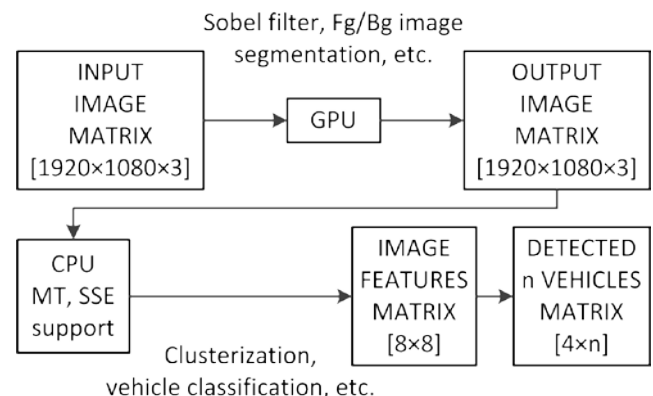 Sobel filter, Fg/Bg image
segmentation, etc.
INPUT
IMAGE
MATRIX
[1920×1080×3]
GPU
OUTPUT
IMAGE
MATRIX
[1920×1080×3]
CPU
MT, SSE
support
Clusterization,
vehicle classification, etc.
IMAGE
FEATURES
MATRIX
[8×8]
DETECTED
n VEHICLES
MATRIX
[4×n]